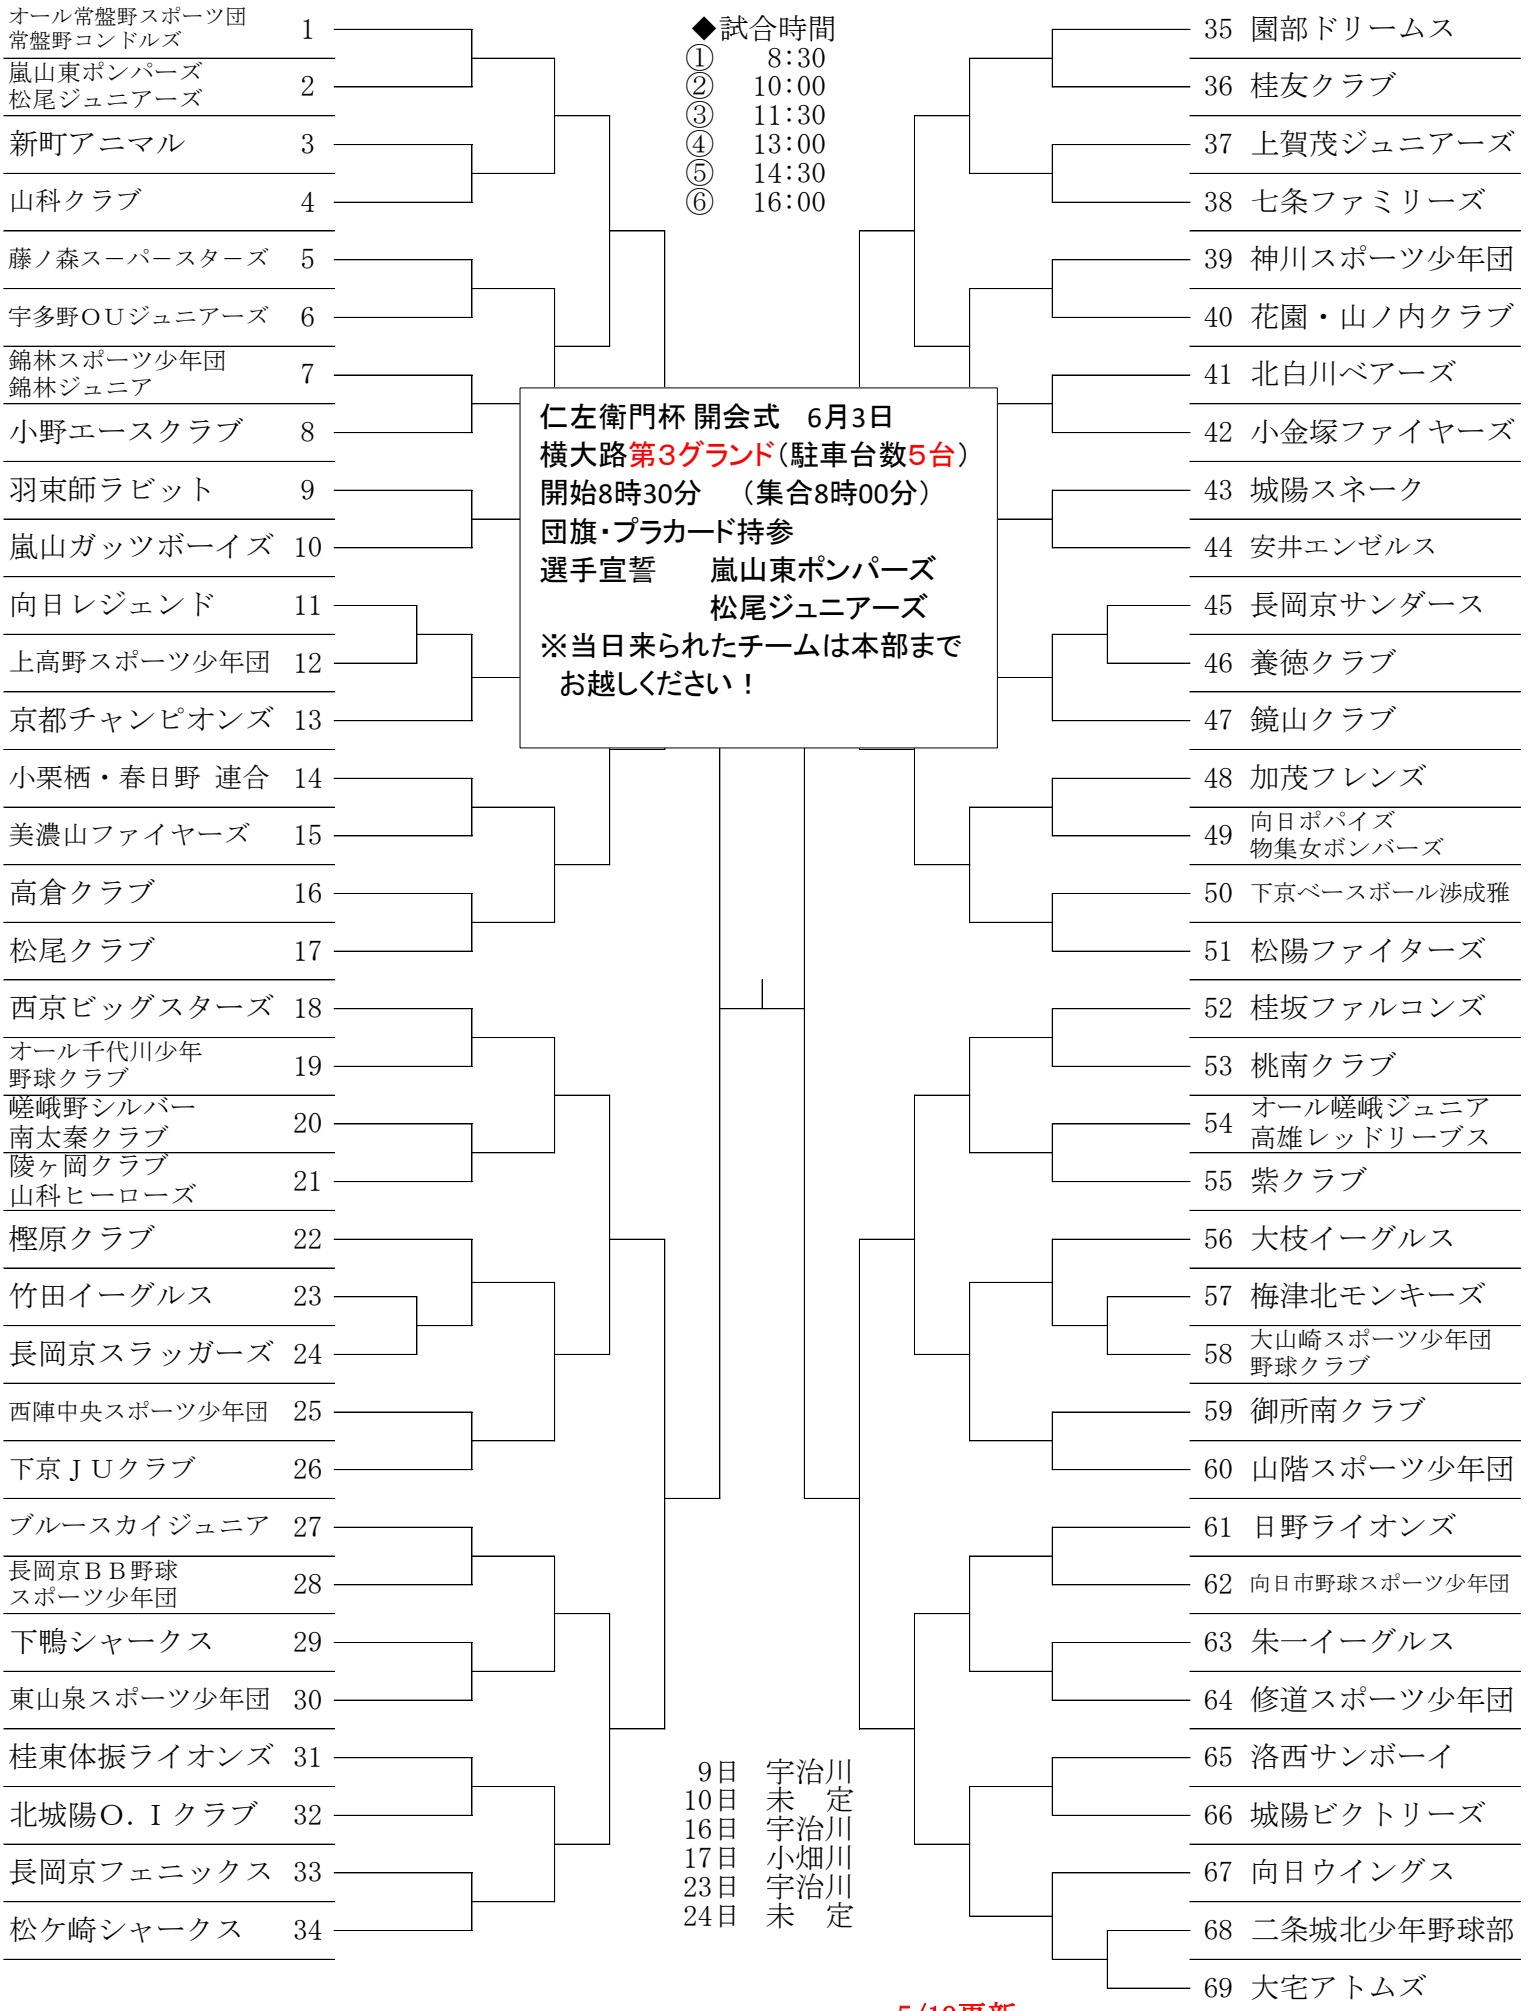 オール常盤野スポーツ団
常盤野コンドルズ 1
嵐山東ポンパーズ
松尾ジュニアーズ 2
新町アニマル 3
山科クラブ 4
藤ノ森スーパースターズ 5
宇多野OUジュニアーズ 6
錦林スポーツ少年団
錦林ジュニア 7
小野エースクラブ 8
羽束師ラビット 9
嵐山ガッツボーイズ 10
向日レジェンド 11
上高野スポーツ少年団 12
京都チャンピオンズ 13
小栗栖・春日野 連合 14
美濃山ファイヤーズ 15
高倉クラブ 16
松尾クラブ 17
西京ビッグスターズ 18
オール千代川少年
野球クラブ 19
嵯峨野シルバー
南太秦クラブ 20
陵ヶ岡クラブ
山科ヒーローズ 21
樫原クラブ 22
竹田イーグルス 23
長岡京スラッガーズ 24
西陣中央スポーツ少年団 25
下京JUクラブ 26
ブルースカイジュニア 27
長岡京BB野球
スポーツ少年団 28
下鴨シャークス 29
東山泉スポーツ少年団 30
桂東体振ライオンズ 31
北城陽O.Iクラブ 32
長岡京フェニックス 33
松ケ崎シャークス 34
◆試合時間
① 8:30
② 10:00
③ 11:30
④ 13:00
⑤ 14:30
⑥ 16:00
仁左衛門杯 開会式 6月3日
横大路第3グランド(駐車台数5台)
開始8時30分 (集合8時00分)
団旗・プラカード持参
選手宣誓 嵐山東ポンパーズ
松尾ジュニアーズ
※当日来られたチームは本部まで
お越しください！
9日 宇治川
10日 未 定
16日 宇治川
17日 小畑川
23日 宇治川
24日 未 定
35 園部ドリームス
36 桂友クラブ
37 上賀茂ジュニアーズ
38 七条ファミリーズ
39 神川スポーツ少年団
40 花園・山ノ内クラブ
41 北白川ベアーズ
42 小金塚ファイヤーズ
43 城陽スネーク
44 安井エンゼルス
45 長岡京サンダース
46 養徳クラブ
47 鏡山クラブ
48 加茂フレンズ
49 向日ポパイズ
物集女ボンバーズ
50 下京ベースボール渉成雅
51 松陽ファイターズ
52 桂坂ファルコンズ
53 桃南クラブ
54 オール嵯峨ジュニア
高雄レッドリーブス
55 紫クラブ
56 大枝イーグルス
57 梅津北モンキーズ
58 大山崎スポーツ少年団
野球クラブ
59 御所南クラブ
60 山階スポーツ少年団
61 日野ライオンズ
62 向日市野球スポーツ少年団
63 朱一イーグルス
64 修道スポーツ少年団
65 洛西サンボーイ
66 城陽ビクトリーズ
67 向日ウイングス
68 二条城北少年野球部
69 大宅アトムズ